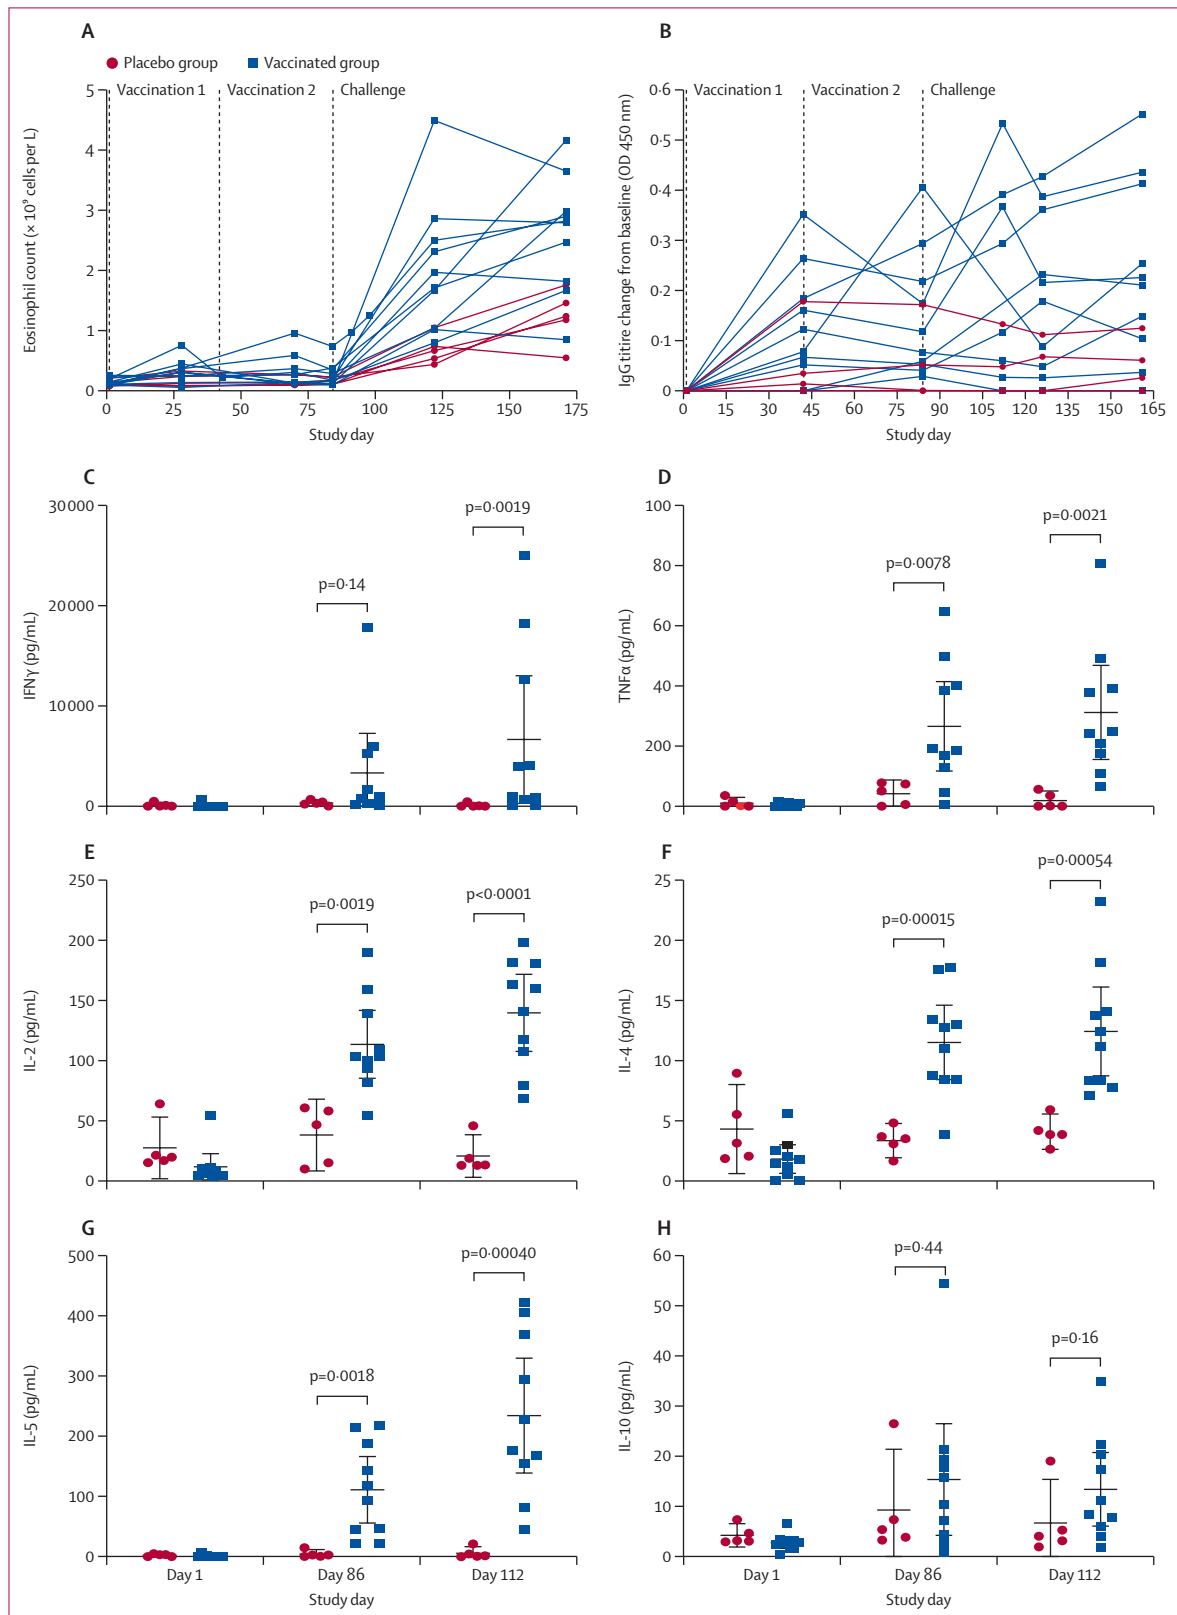 A
B
Placebo group
Vaccinated group
Vaccination 1
Vaccination 2
Challenge
5
4
3
2
1
0
Eosinophil count (× 10⁹ cells per L)
0
25
50
75
100
125
150
175
Study day
Vaccination 1
Vaccination 2
Challenge
0·6
0·5
0·4
0·3
0·2
0·1
0
IgG titire change from baseline (OD 450 nm)
0
15
30
45
60
75
90
105
120
135
150
165
Study day
C
30 000
20 000
10 000
0
IFNγ (pg/mL)
p=0·14
p=0·0019
D
100
80
60
40
200
0
TNFα (pg/mL)
p=0·0078
p=0·0021
E
250
200
150
100
50
0
IL-2 (pg/mL)
p=0·0019
p<0·0001
F
25
20
15
10
5
0
IL-4 (pg/mL)
p=0·00015
p=0·00054
G
500
400
300
200
100
0
IL-5 (pg/mL)
p=0·0018
p=0·00040
Day 1
Day 86
Day 112
Study day
H
60
50
40
30
20
10
0
IL-10 (pg/mL)
p=0·44
p=0·16
Day 1
Day 86
Day 112
Study day